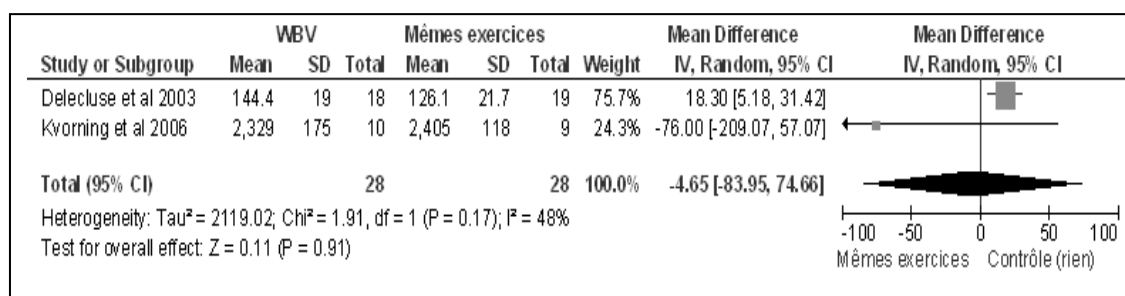 WBV Mêmes exercices Mean Difference Mean Difference
Study or Subgroup Mean SD Total Mean SD Total Weight IV, Random, 95% CI IV, Random, 95% CI
Delecluse et al 2003 144.4 19 18 126.1 21.7 19 75.7% 18.30 [5.18, 31.42]
Kvorning et al 2006 2,329 175 10 2,405 118 9 24.3% -76.00 [-209.07, 57.07]
Total (95% CI) 28 28 100.0% -4.65 [-83.95, 74.66]
Heterogeneity: Tau² = 2119.02; Chi² = 1.91, df = 1 (P = 0.17); I² = 48%
Test for overall effect: Z = 0.11 (P = 0.91)
-100 -50 0 50 100
Mêmes exercices Contrôle (rien)